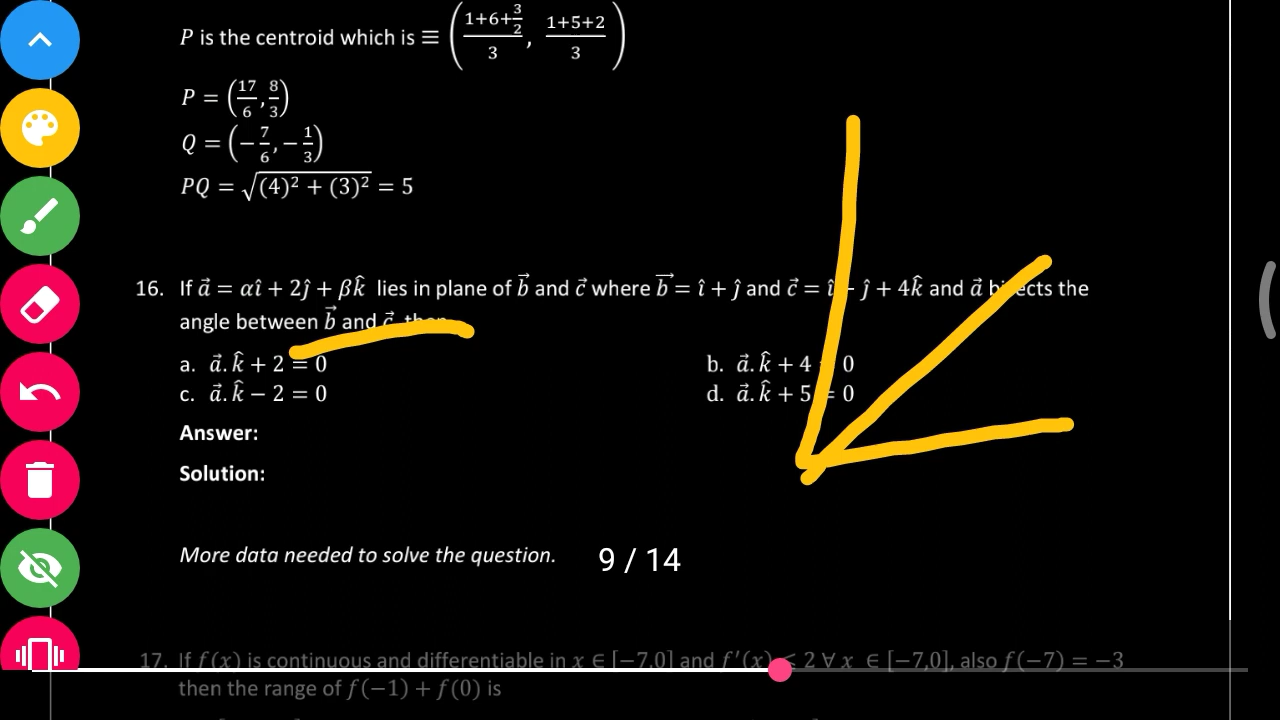 P is the centroid which is ≡ ((1+6+3/2)/3, (1+5+2)/3)
P = (17/6, 8/3)
Q = (−7/6, −1/3)
PQ = √((4)² + (3)²) = 5
16. If a⃗ = αî + 2ĵ + βk̂ lies in plane of b⃗ and c⃗ where b⃗ = î + ĵ and c⃗ = î − ĵ + 4k̂ and a⃗ bisects the
angle between b⃗ and c⃗, then
a. a⃗.k̂ + 2 = 0
b. a⃗.k̂ + 4 = 0
c. a⃗.k̂ − 2 = 0
d. a⃗.k̂ + 5 = 0
Answer:
Solution:
More data needed to solve the question.
9 / 14
17. If f(x) is continuous and differentiable in x ∈ [−7,0] and f′(x) ≤ 2 ∀ x ∈ [−7,0], also f(−7) = −3
then the range of f(−1) + f(0) is